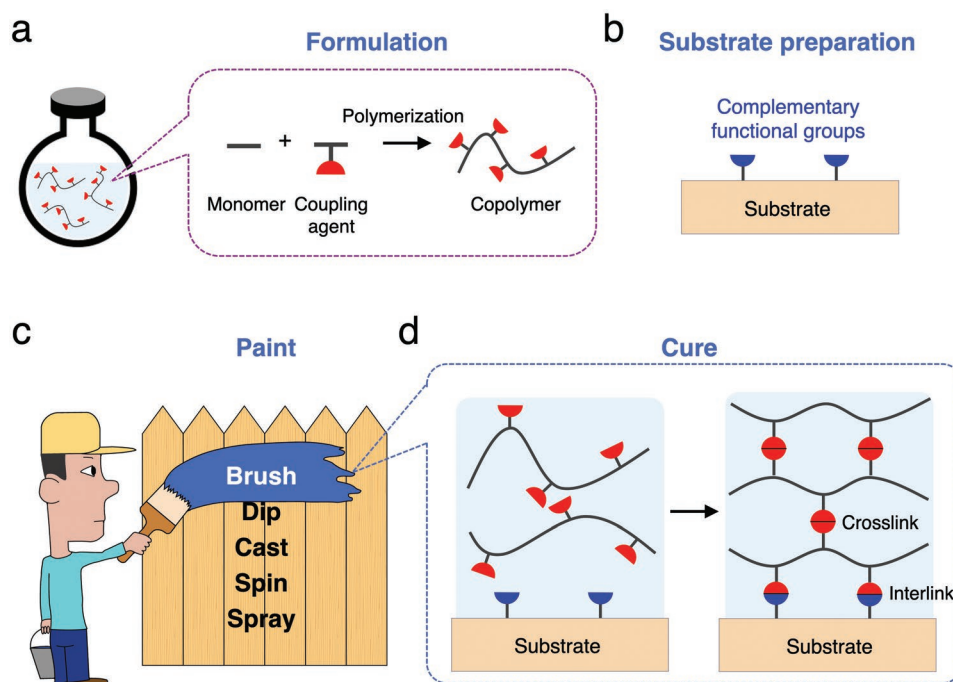 a
Formulation
Polymerization
+
Monomer
Coupling
agent
Copolymer
b
Substrate preparation
Complementary
functional groups
Substrate
c
Paint
Brush
Dip
Cast
Spin
Spray
d
Cure
Crosslink
Interlink
Substrate
Substrate